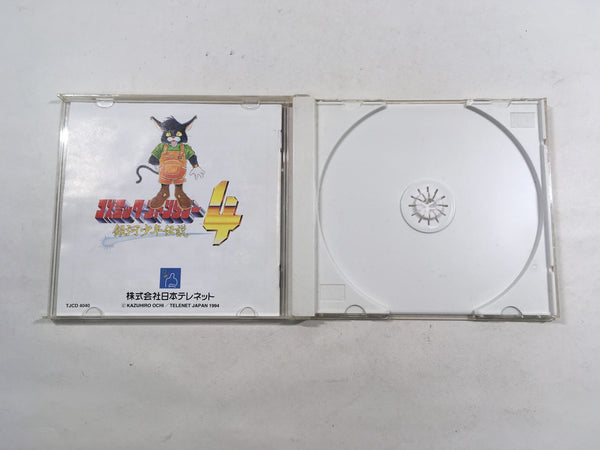 コズミック・ファンタジー4
銀河少年伝説
株式会社日本テレネット
TJCD 4040
© KAZUHIRO OCHI / TELENET JAPAN 1994